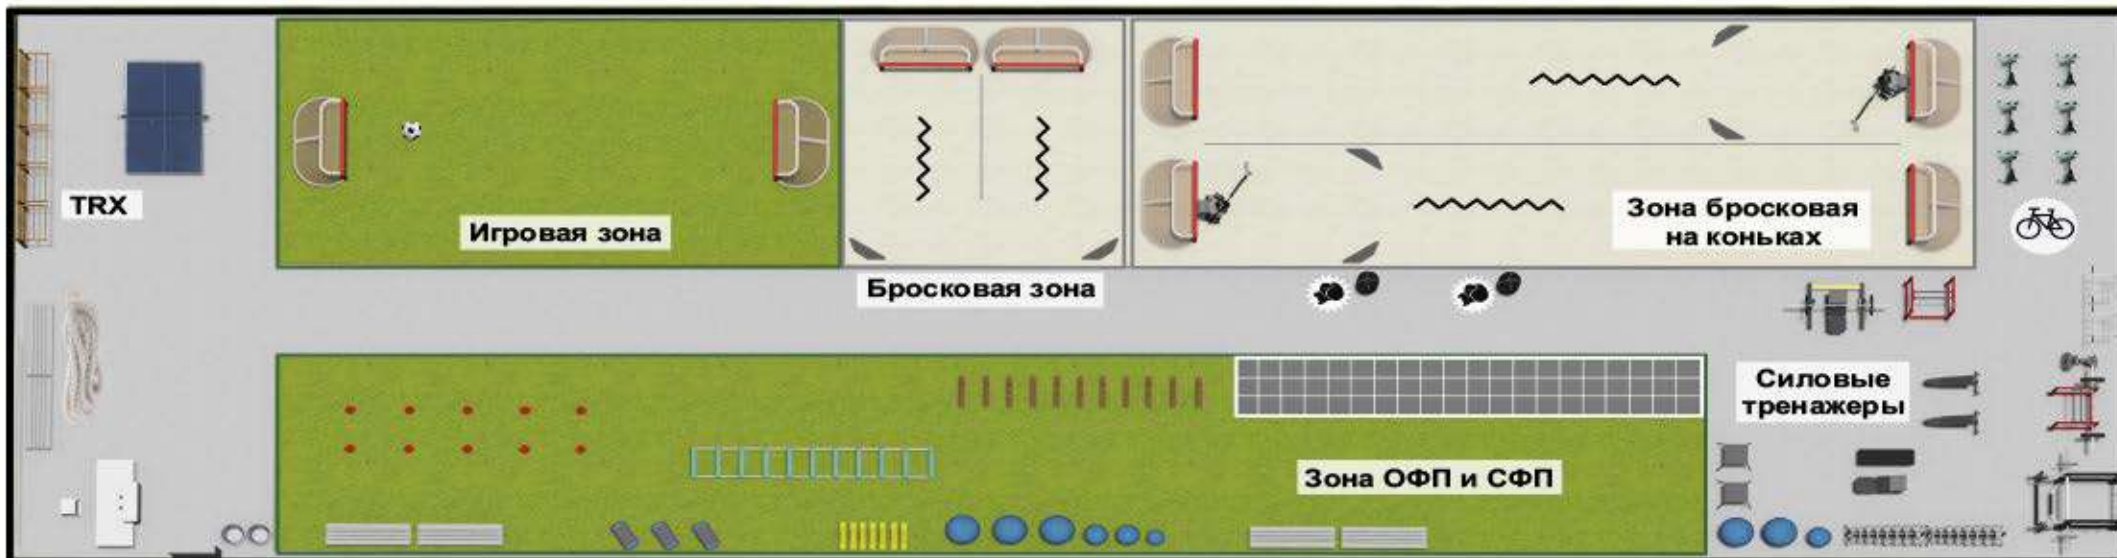 TRX
Игровая зона
Бросковая зона
Зона бросковая
на коньках
Силовые
тренажеры
Зона ОФП и СФП